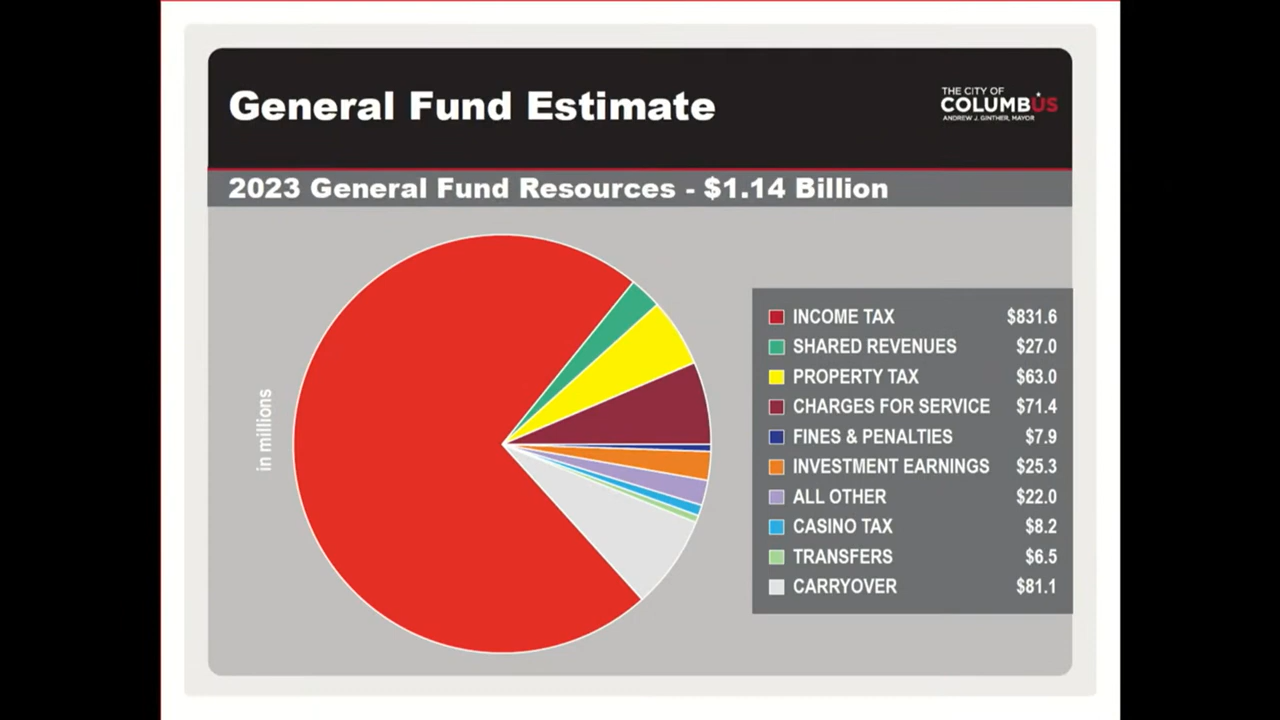 General Fund Estimate
THE CITY OF
COLUMBUS
ANDREW J. GINTHER, MAYOR
2023 General Fund Resources - $1.14 Billion
in millions
INCOME TAX $831.6
SHARED REVENUES $27.0
PROPERTY TAX $63.0
CHARGES FOR SERVICE $71.4
FINES & PENALTIES $7.9
INVESTMENT EARNINGS $25.3
ALL OTHER $22.0
CASINO TAX $8.2
TRANSFERS $6.5
CARRYOVER $81.1